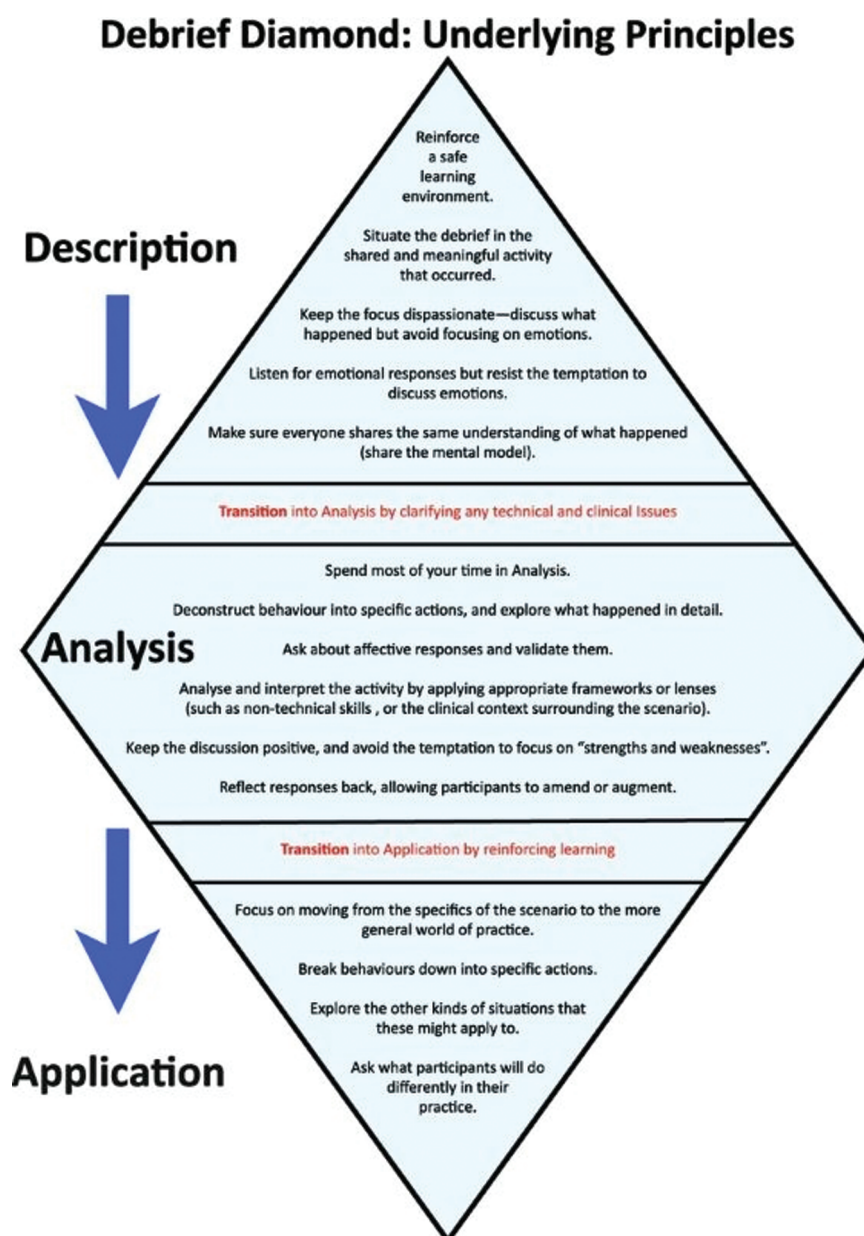 Debrief Diamond: Underlying Principles
Reinforce
a safe
learning
environment.
Description
Situate the debrief in the
shared and meaningful activity
that occurred.
Keep the focus dispassionate—discuss what
happened but avoid focusing on emotions.
Listen for emotional responses but resist the temptation to
discuss emotions.
Make sure everyone shares the same understanding of what happened
(share the mental model).
Transition into Analysis by clarifying any technical and clinical Issues
Spend most of your time in Analysis.
Deconstruct behaviour into specific actions, and explore what happened in detail.
Analysis
Ask about affective responses and validate them.
Analyse and interpret the activity by applying appropriate frameworks or lenses
(such as non-technical skills , or the clinical context surrounding the scenario).
Keep the discussion positive, and avoid the temptation to focus on “strengths and weaknesses”.
Reflect responses back, allowing participants to amend or augment.
Transition into Application by reinforcing learning
Focus on moving from the specifics of the scenario to the more
general world of practice.
Break behaviours down into specific actions.
Explore the other kinds of situations that
these might apply to.
Application
Ask what participants will do
differently in their
practice.